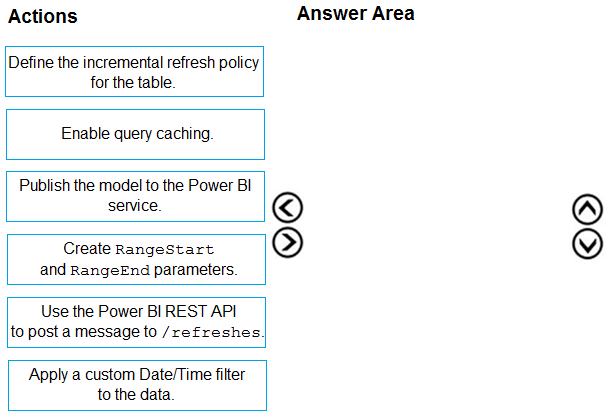 Actions
Answer Area
Define the incremental refresh policy
for the table.
Enable query caching.
Publish the model to the Power BI
service.
Create RangeStart
and RangeEnd parameters.
Use the Power BI REST API
to post a message to /refreshes.
Apply a custom Date/Time filter
to the data.